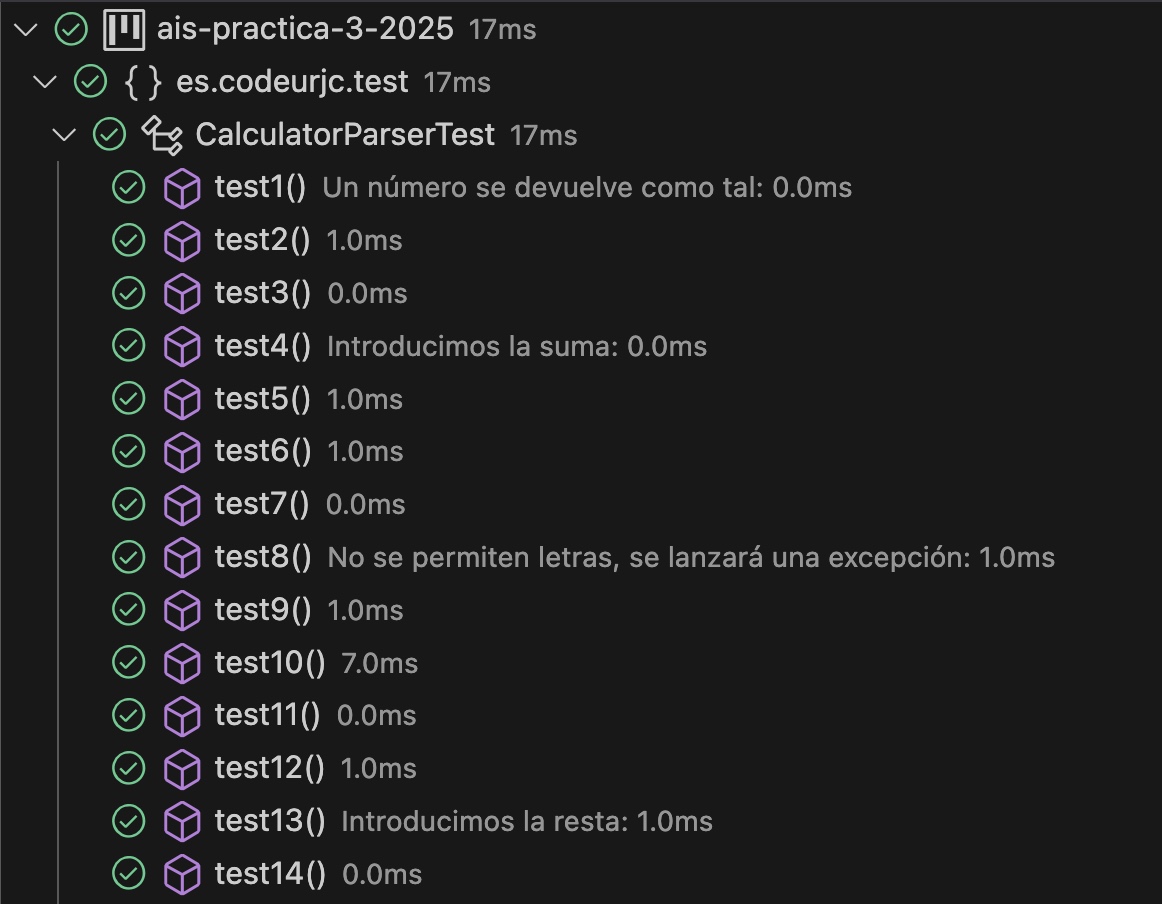 ais-practica-3-2025 17ms
{ } es.codeurjc.test 17ms
CalculatorParserTest 17ms
test1() Un número se devuelve como tal: 0.0ms
test2() 1.0ms
test3() 0.0ms
test4() Introducimos la suma: 0.0ms
test5() 1.0ms
test6() 1.0ms
test7() 0.0ms
test8() No se permiten letras, se lanzará una excepción: 1.0ms
test9() 1.0ms
test10() 7.0ms
test11() 0.0ms
test12() 1.0ms
test13() Introducimos la resta: 1.0ms
test14() 0.0ms